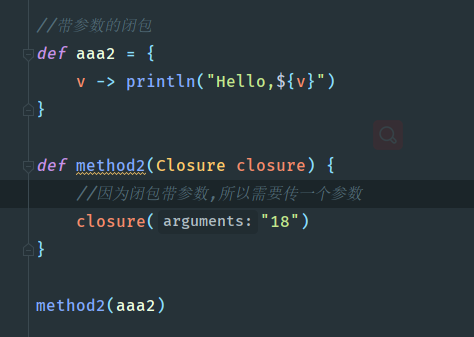 //带参数的闭包
def aaa2 = {
    v -> println("Hello,${v}")
}
def method2(Closure closure) {
    //因为闭包带参数,所以需要传一个参数
    closure( arguments: "18")
}
method2(aaa2)